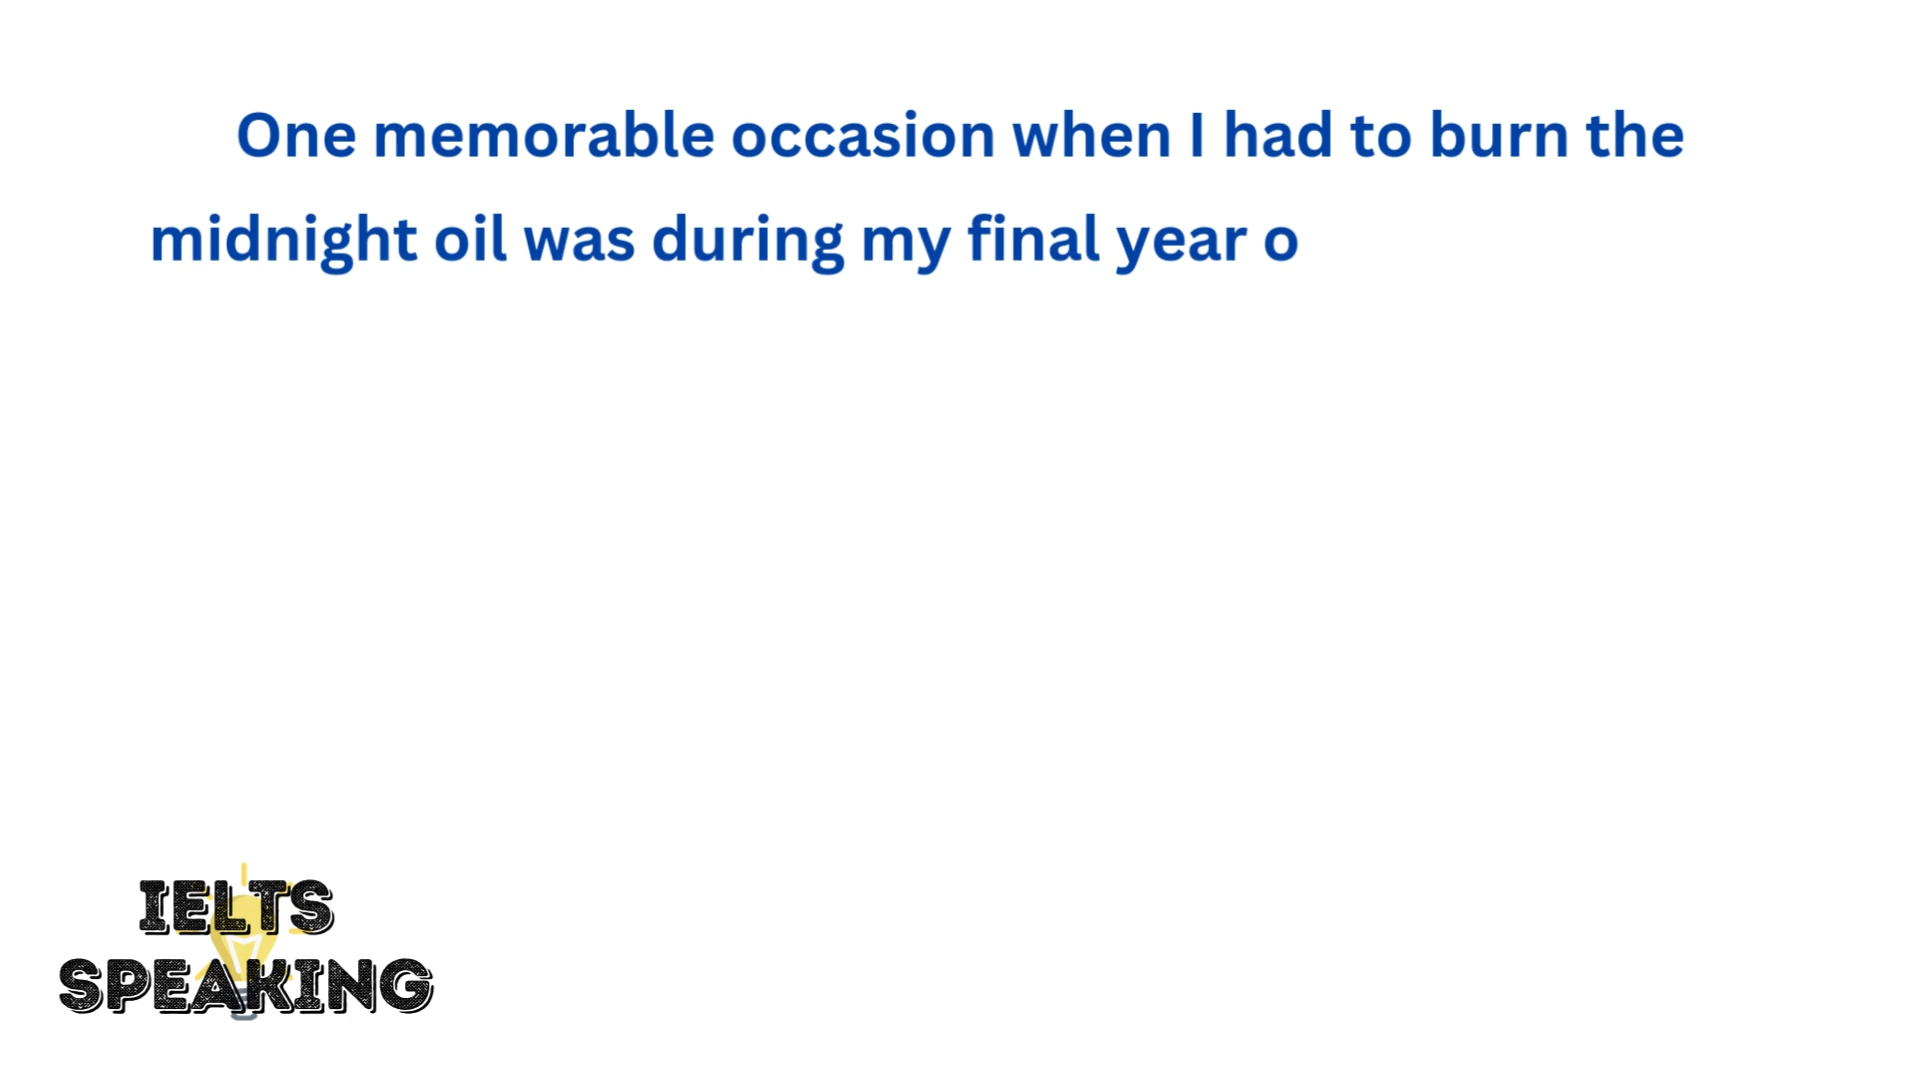 One memorable occasion when I had to burn the
midnight oil was during my final year o
IELTS
SPEAKING